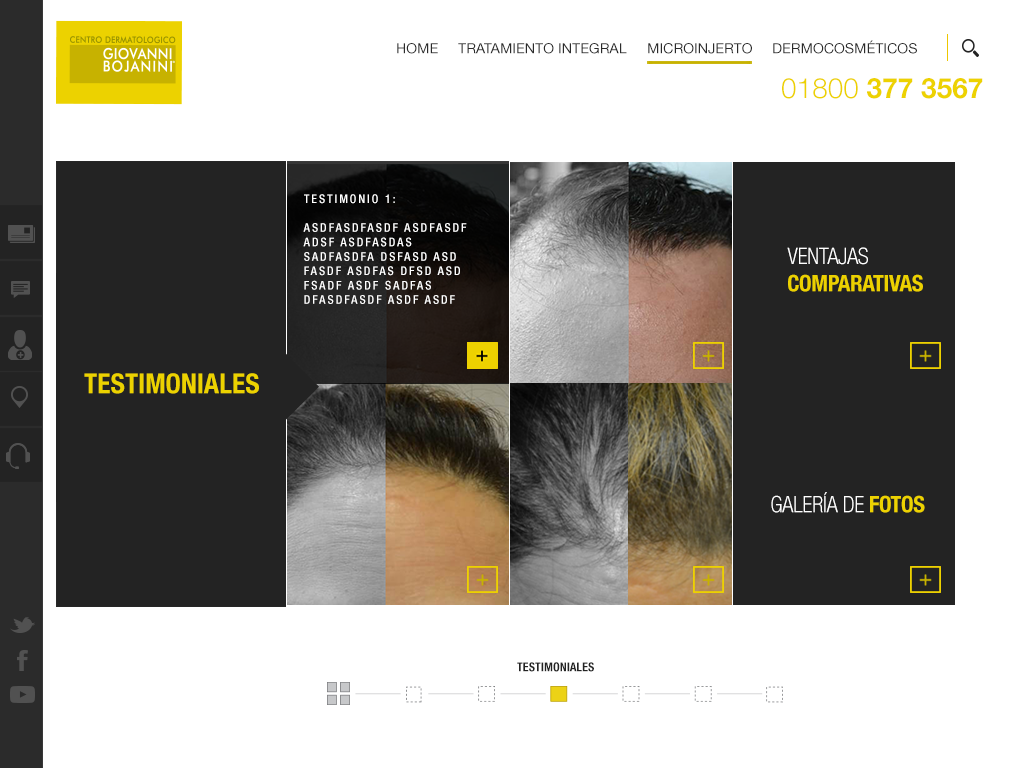 CENTRO DERMATOLOGICO
GIOVANNI
BOJANINI
HOME TRATAMIENTO INTEGRAL MICROINJERTO DERMOCOSMÉTICOS
01800 377 3567
TESTIMONIALES
TESTIMONIO 1:
ASDFASDFASDF ASDFASDF
ADSF ASDFASDAS
SADFASDFA DSFASD ASD
FASDF ASDFAS DFSD ASD
FSADF ASDF SADFAS
DFASDFASDF ASDF ASDF
VENTAJAS
COMPARATIVAS
GALERÍA DE FOTOS
TESTIMONIALES